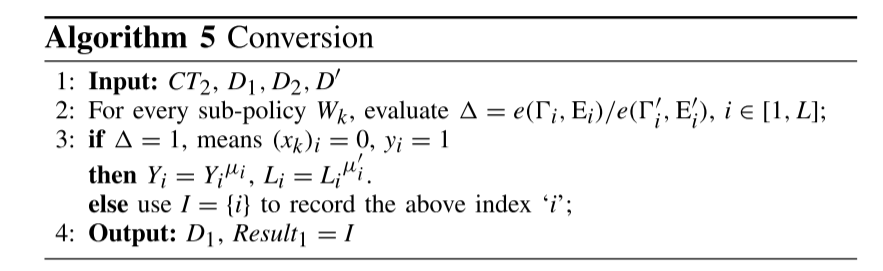 Algorithm 5 Conversion
1: Input: CT₂, D₁, D₂, D′
2: For every sub-policy Wₖ, evaluate Δ = e(Γᵢ, Eᵢ)/e(Γ′ᵢ, E′ᵢ), i ∈ [1, L];
3: if Δ = 1, means (xₖ)ᵢ = 0, yᵢ = 1
then Yᵢ = Yᵢ^μᵢ, Lᵢ = Lᵢ^μ′ᵢ.
else use I = {i} to record the above index ‘i’;
4: Output: D₁, Result₁ = I